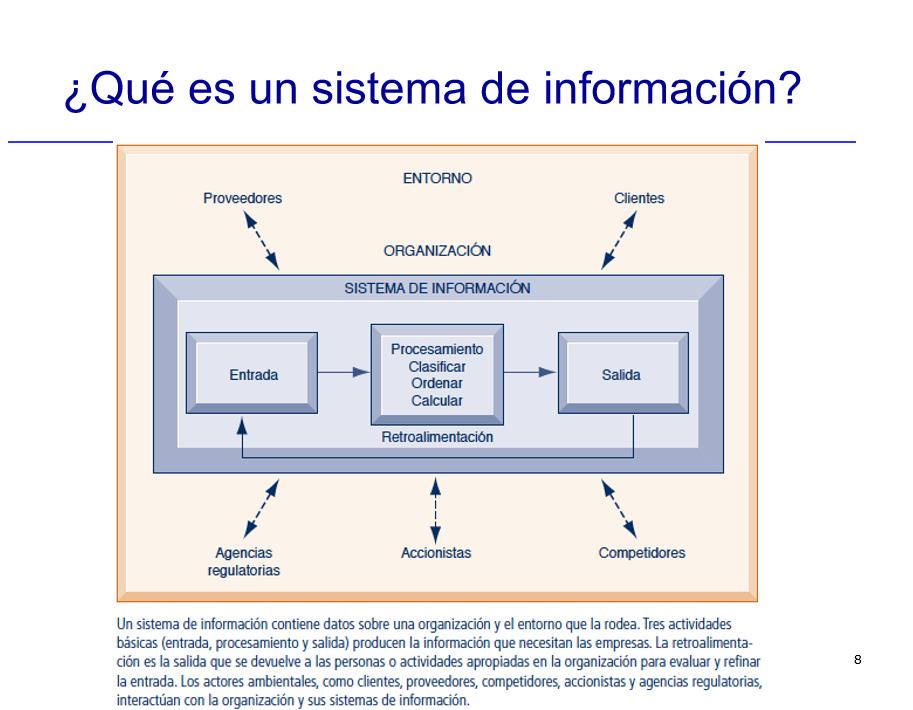 ¿Qué es un sistema de información?
ENTORNO
Proveedores
Clientes
ORGANIZACIÓN
SISTEMA DE INFORMACIÓN
Entrada
Procesamiento
Clasificar
Ordenar
Calcular
Salida
Retroalimentación
Agencias
regulatorias
Accionistas
Competidores
Un sistema de información contiene datos sobre una organización y el entorno que la rodea. Tres actividades
básicas (entrada, procesamiento y salida) producen la información que necesitan las empresas. La retroalimenta-
ción es la salida que se devuelve a las personas o actividades apropiadas en la organización para evaluar y refinar
la entrada. Los actores ambientales, como clientes, proveedores, competidores, accionistas y agencias regulatorias,
interactúan con la organización y sus sistemas de información.
8